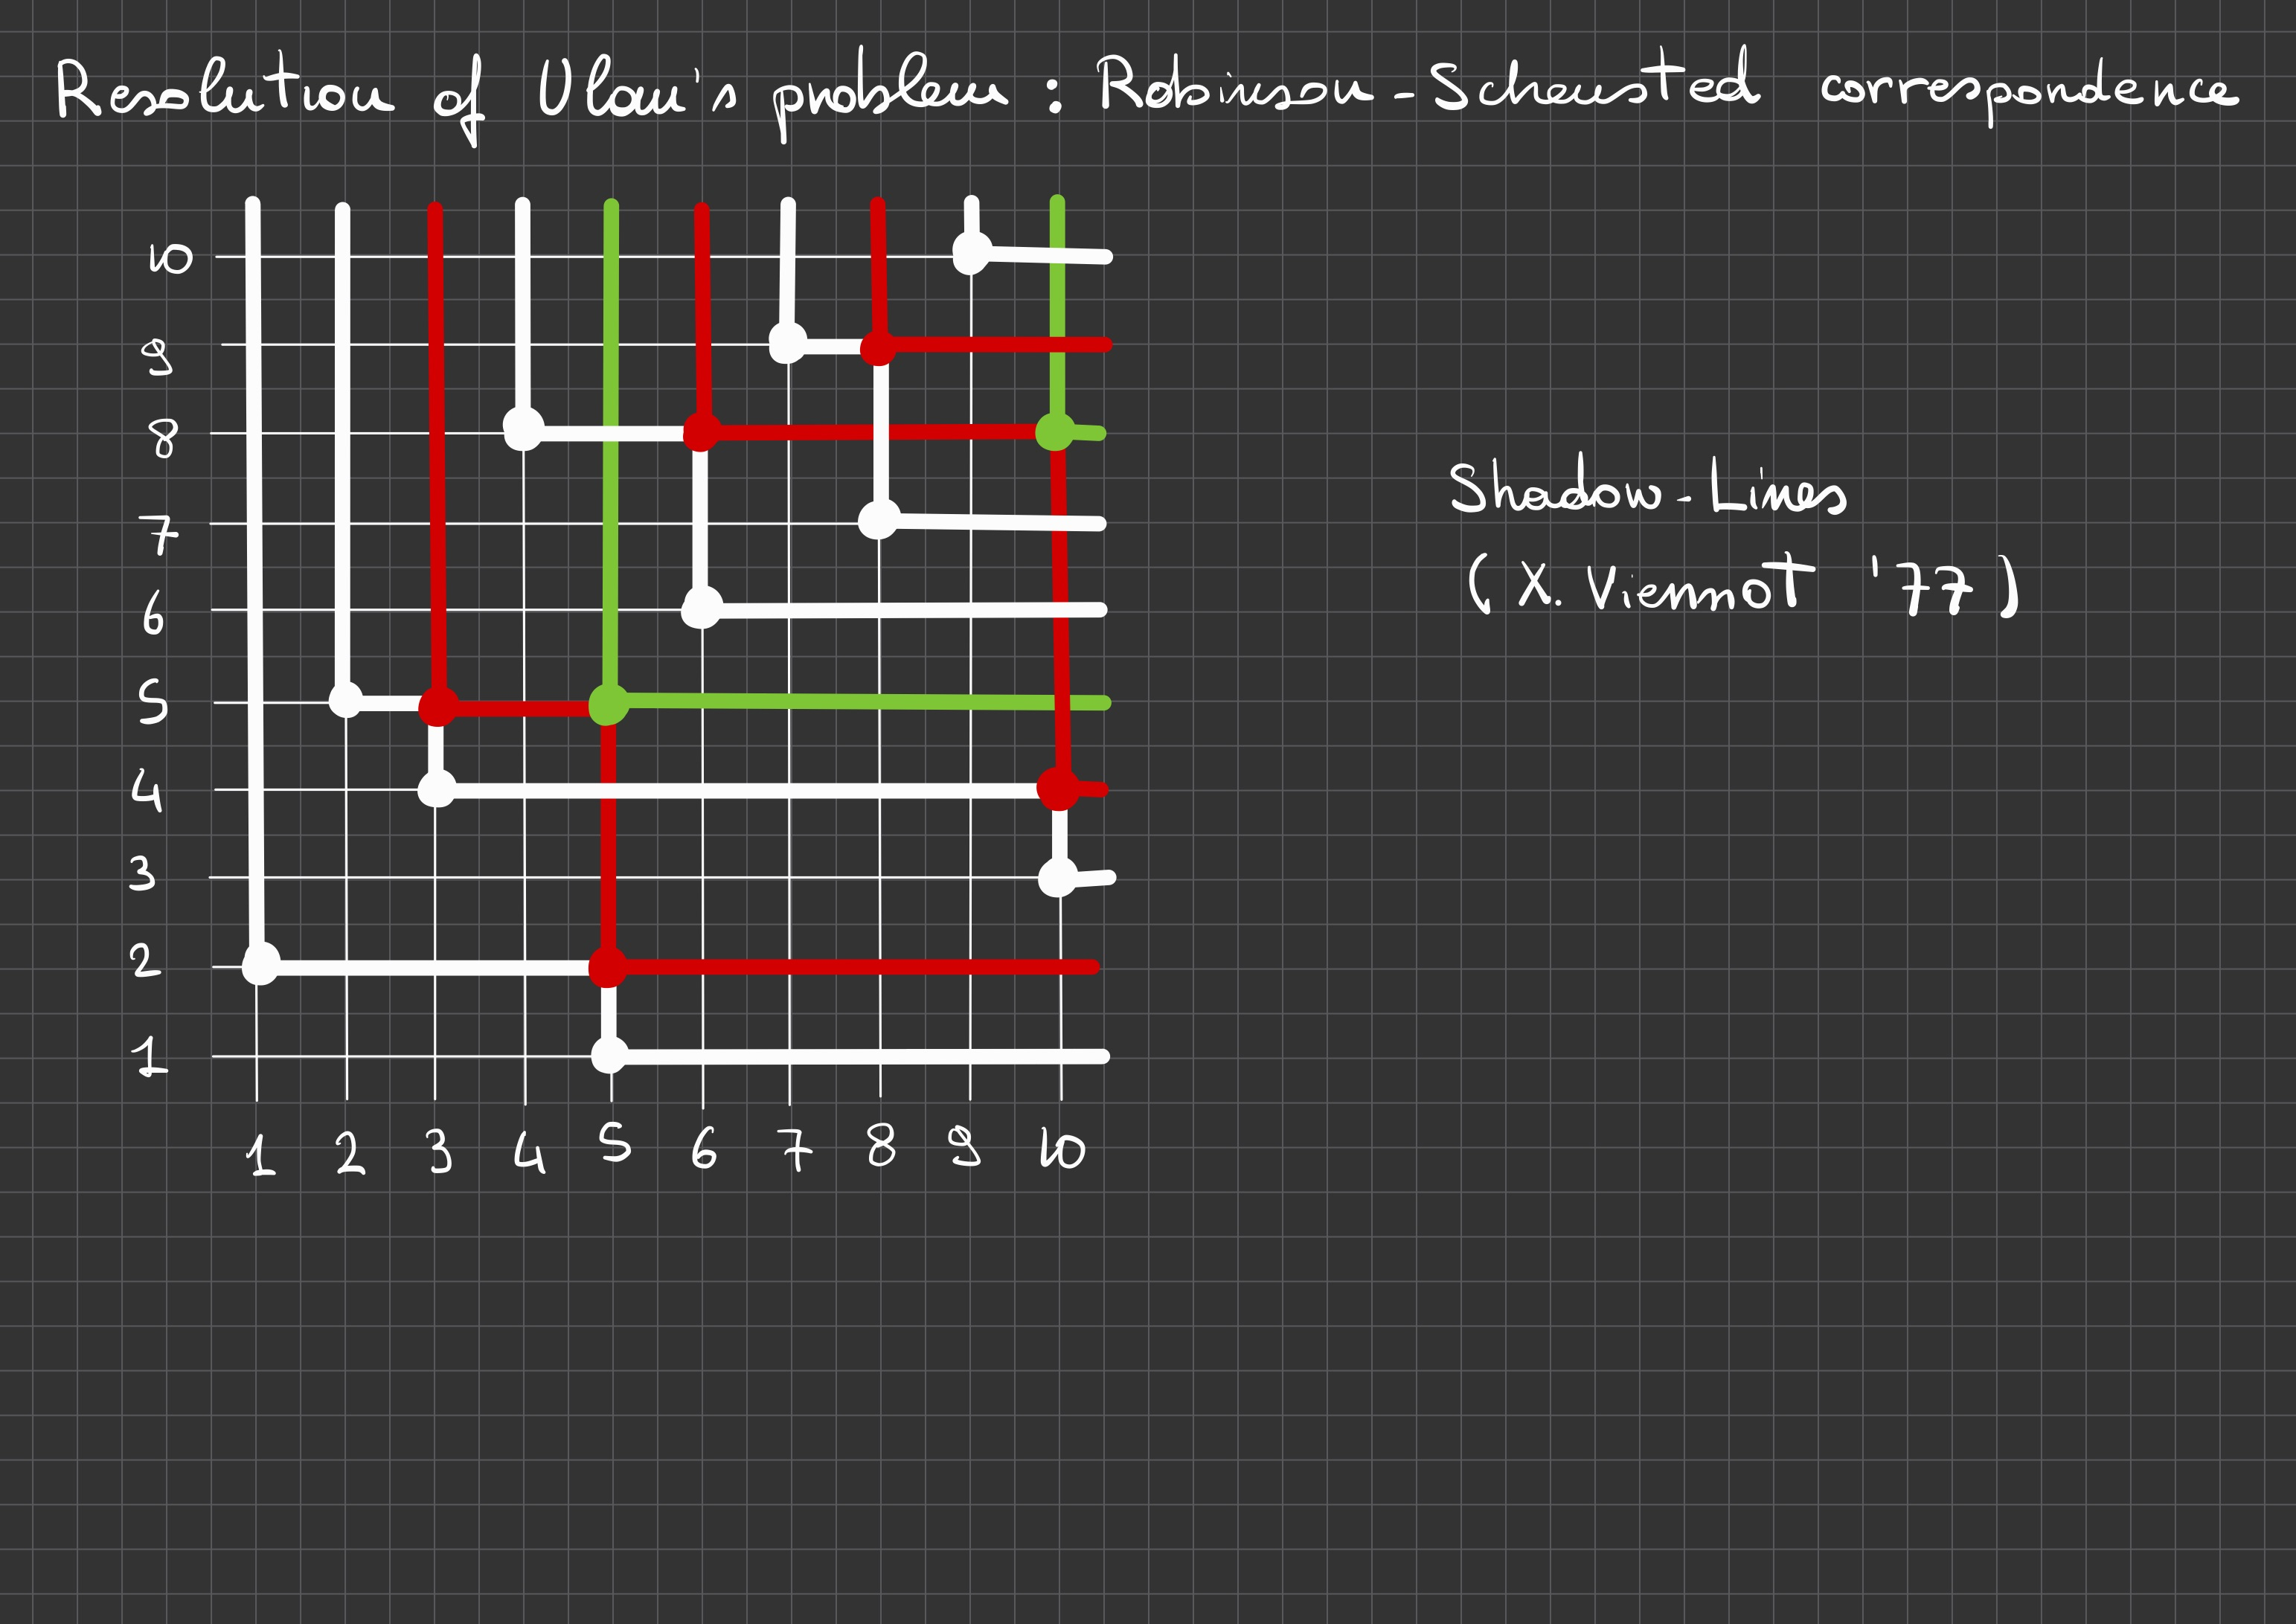 Resolution of Ulam's problem : Robinson - Schensted correspondence
10
9
8
7
6
5
4
3
2
1
1 2 3 4 5 6 7 8 9 10
Shadow - Lines
( X. Viennot '77 )